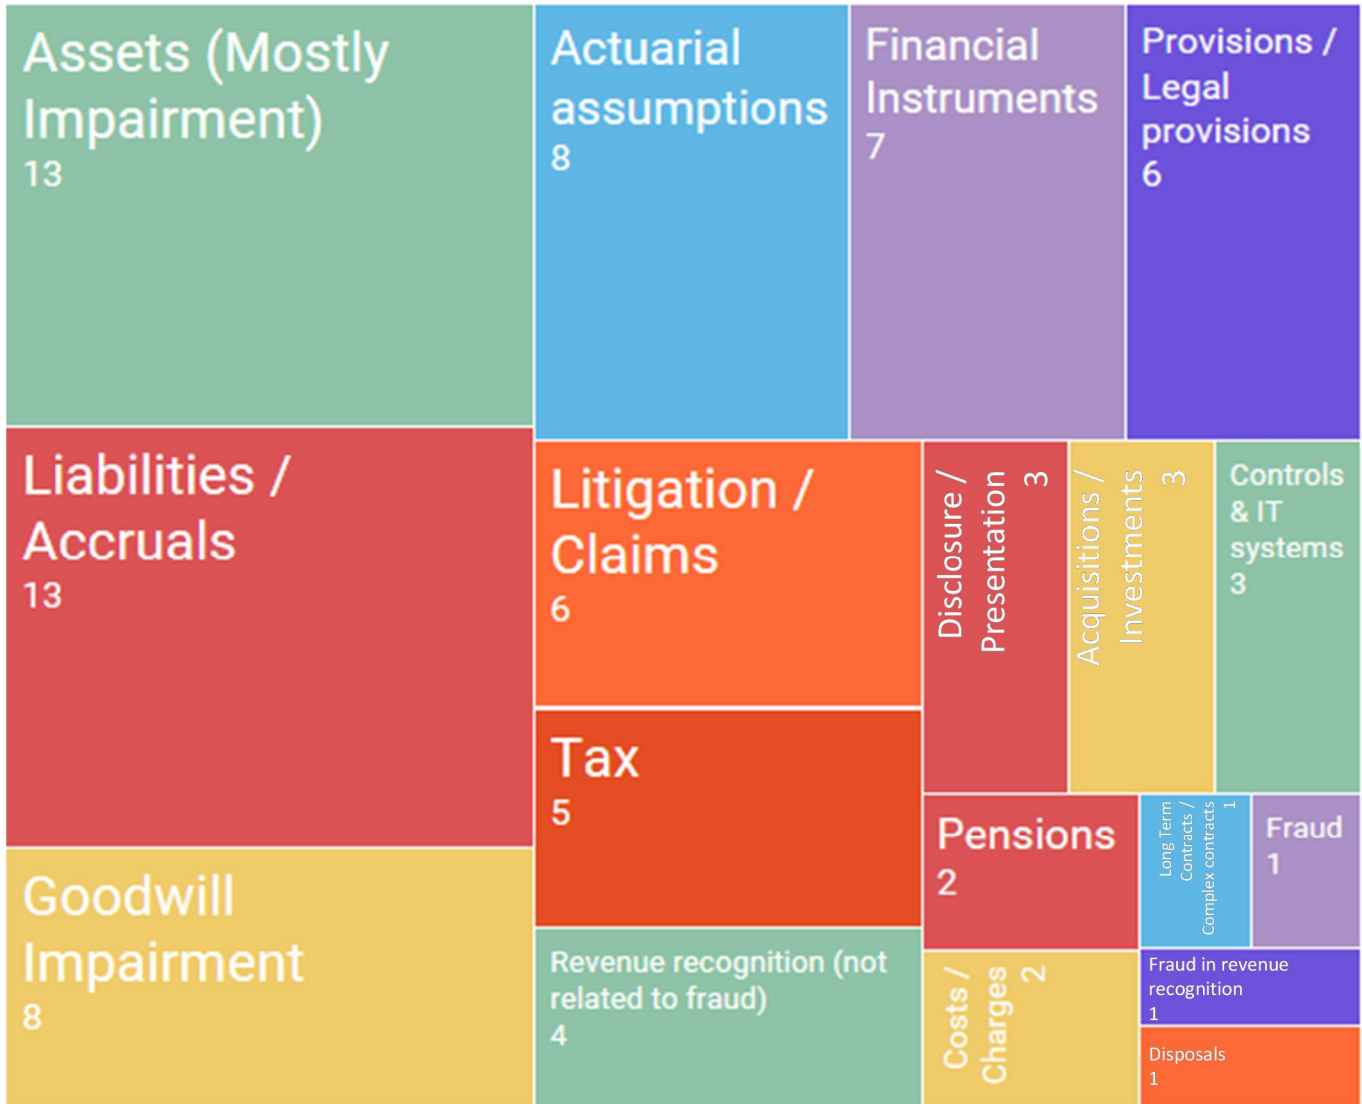 Assets (Mostly
Impairment)
13
Liabilities /
Accruals
13
Goodwill
Impairment
8
Actuarial
assumptions
8
Financial
Instruments
7
Provisions /
Legal
provisions
6
Litigation /
Claims
6
Tax
5
Revenue recognition (not
related to fraud)
4
Disclosure /
Presentation
3
Acquisitions /
Investments
3
Controls
& IT
systems
3
Pensions
2
Costs /
Charges
2
Long Term
Contracts /
Complex contracts
1
Fraud
1
Fraud in revenue
recognition
1
Disposals
1